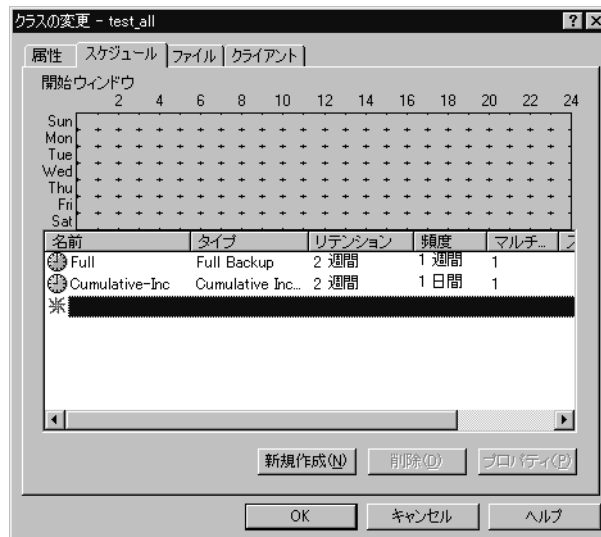 クラスの変更 – test_all
属性 スケジュール ファイル クライアント
開始ウィンドウ
2 4 6 8 10 12 14 16 18 20 22 24
Sun
Mon
Tue
Wed
Thu
Fri
Sat
名前 タイプ リテンション 頻度 マルチ...
Full Full Backup 2 週間 1 週間 1
Cumulative-Inc Cumulative Inc... 2 週間 1 日間 1
新規作成(N) 削除(D) プロパティ(P)
OK キャンセル ヘルプ